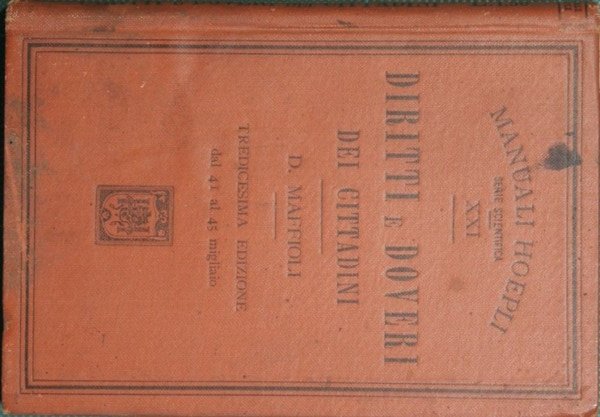 MANUALI HOEPLI
SERIE SCIENTIFICA
XXI
DIRITTI E DOVERI
DEI CITTADINI
D. MAFFIOLI
TREDICESIMA EDIZIONE
dal 41 al 45 migliaio